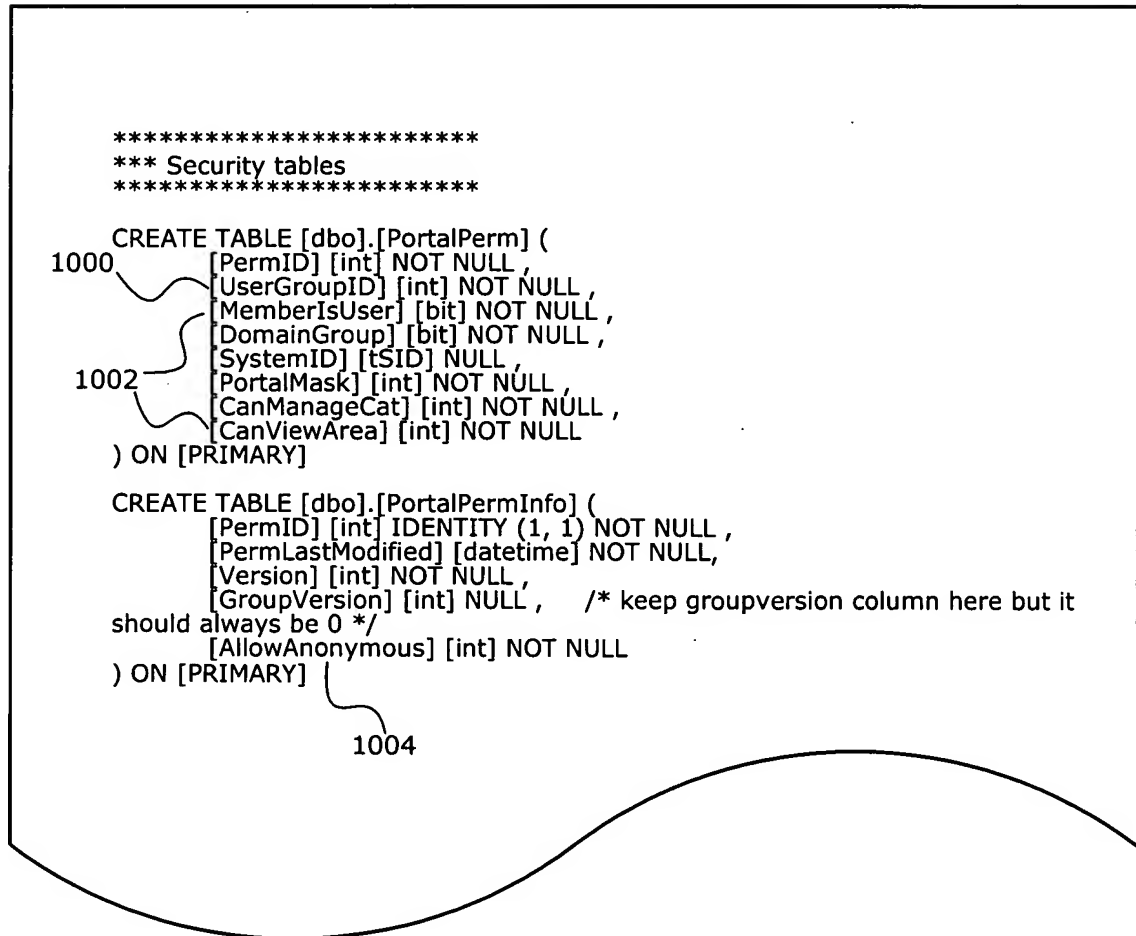 ************************
*** Security tables
************************
CREATE TABLE [dbo].[PortalPerm] (
1000
[PermID] [int] NOT NULL ,
[UserGroupID] [int] NOT NULL ,
[MemberIsUser] [bit] NOT NULL ,
[DomainGroup] [bit] NOT NULL ,
[SystemID] [tSID] NULL ,
1002
[PortalMask] [int] NOT NULL ,
[CanManageCat] [int] NOT NULL ,
[CanViewArea] [int] NOT NULL
) ON [PRIMARY]
CREATE TABLE [dbo].[PortalPermInfo] (
[PermID] [int] IDENTITY (1, 1) NOT NULL ,
[PermLastModified] [datetime] NOT NULL,
[Version] [int] NOT NULL ,
[GroupVersion] [int] NULL , /* keep groupversion column here but it
should always be 0 */
[AllowAnonymous] [int] NOT NULL
) ON [PRIMARY]
1004